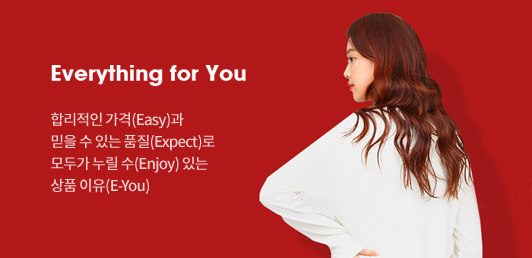 Everything for You
합리적인 가격(Easy)과
믿을 수 있는 품질(Expect)로
모두가 누릴 수(Enjoy) 있는
상품 이유(E-You)